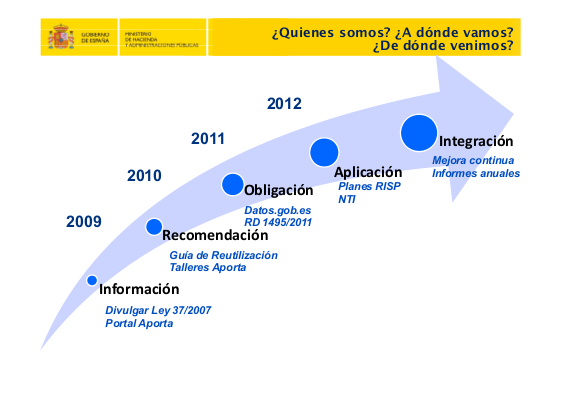 GOBIERNO
DE ESPAÑA
MINISTERIO
DE HACIENDA
Y ADMINISTRACIONES PÚBLICAS
¿Quienes somos? ¿A dónde vamos?
¿De dónde venimos?
2012
2011
2010
2009
Integración
Mejora continua
Informes anuales
Aplicación
Planes RISP
NTI
Obligación
Datos.gob.es
RD 1495/2011
Recomendación
Guía de Reutilización
Talleres Aporta
Información
Divulgar Ley 37/2007
Portal Aporta